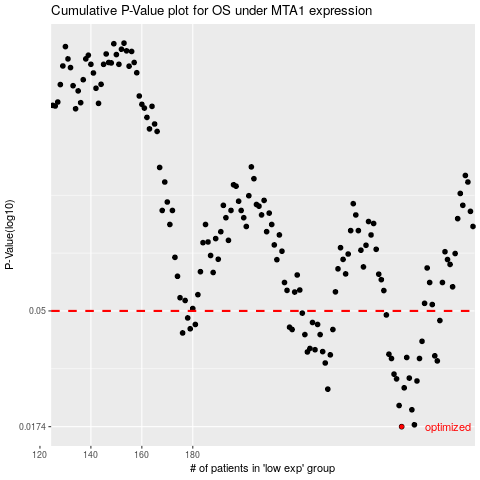 Cumulative P-Value plot for OS under MTA1 expression
P-Value(log10)
0.05
0.0174
optimized
120 140 160 180
# of patients in 'low exp' group